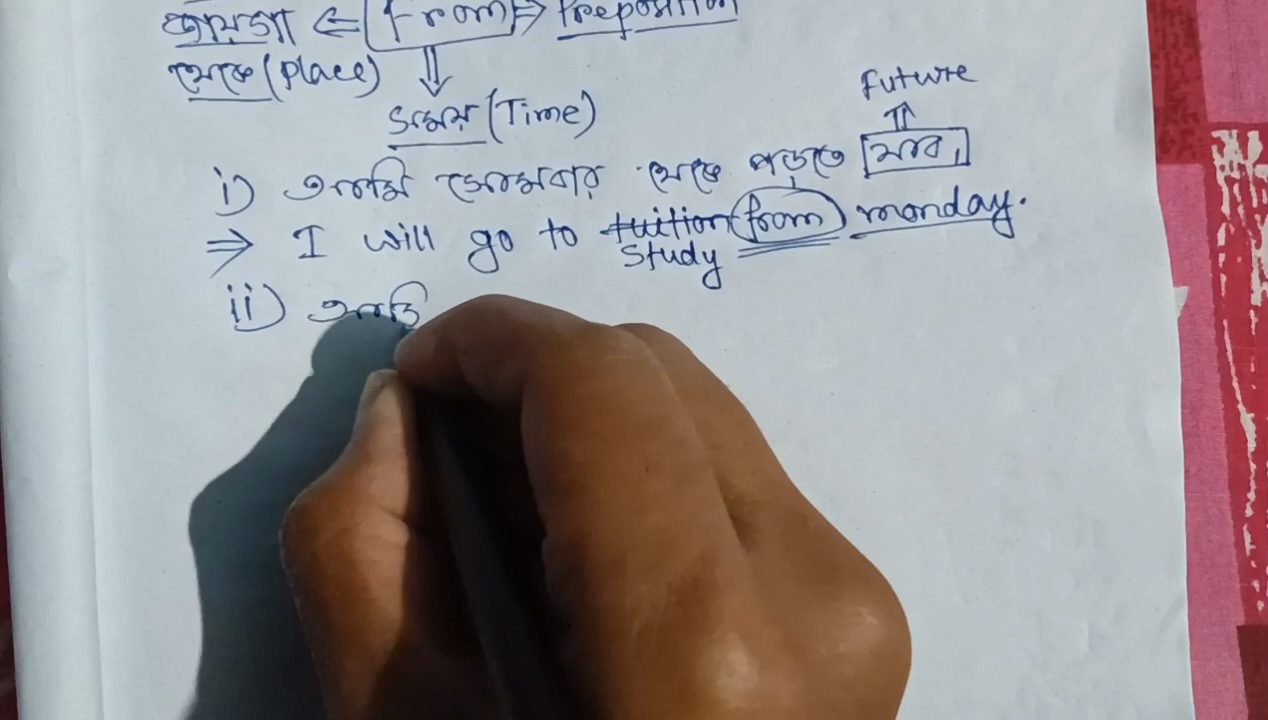 জায়গা ⇐ From ⇒ Preposition
থেকে (Place) ⇓
সময় (Time)
Future
⇑
i) আমি সোমবার থেকে পড়তে যাব।
⇒ I will go to tuition from monday.
study
ii) আমি